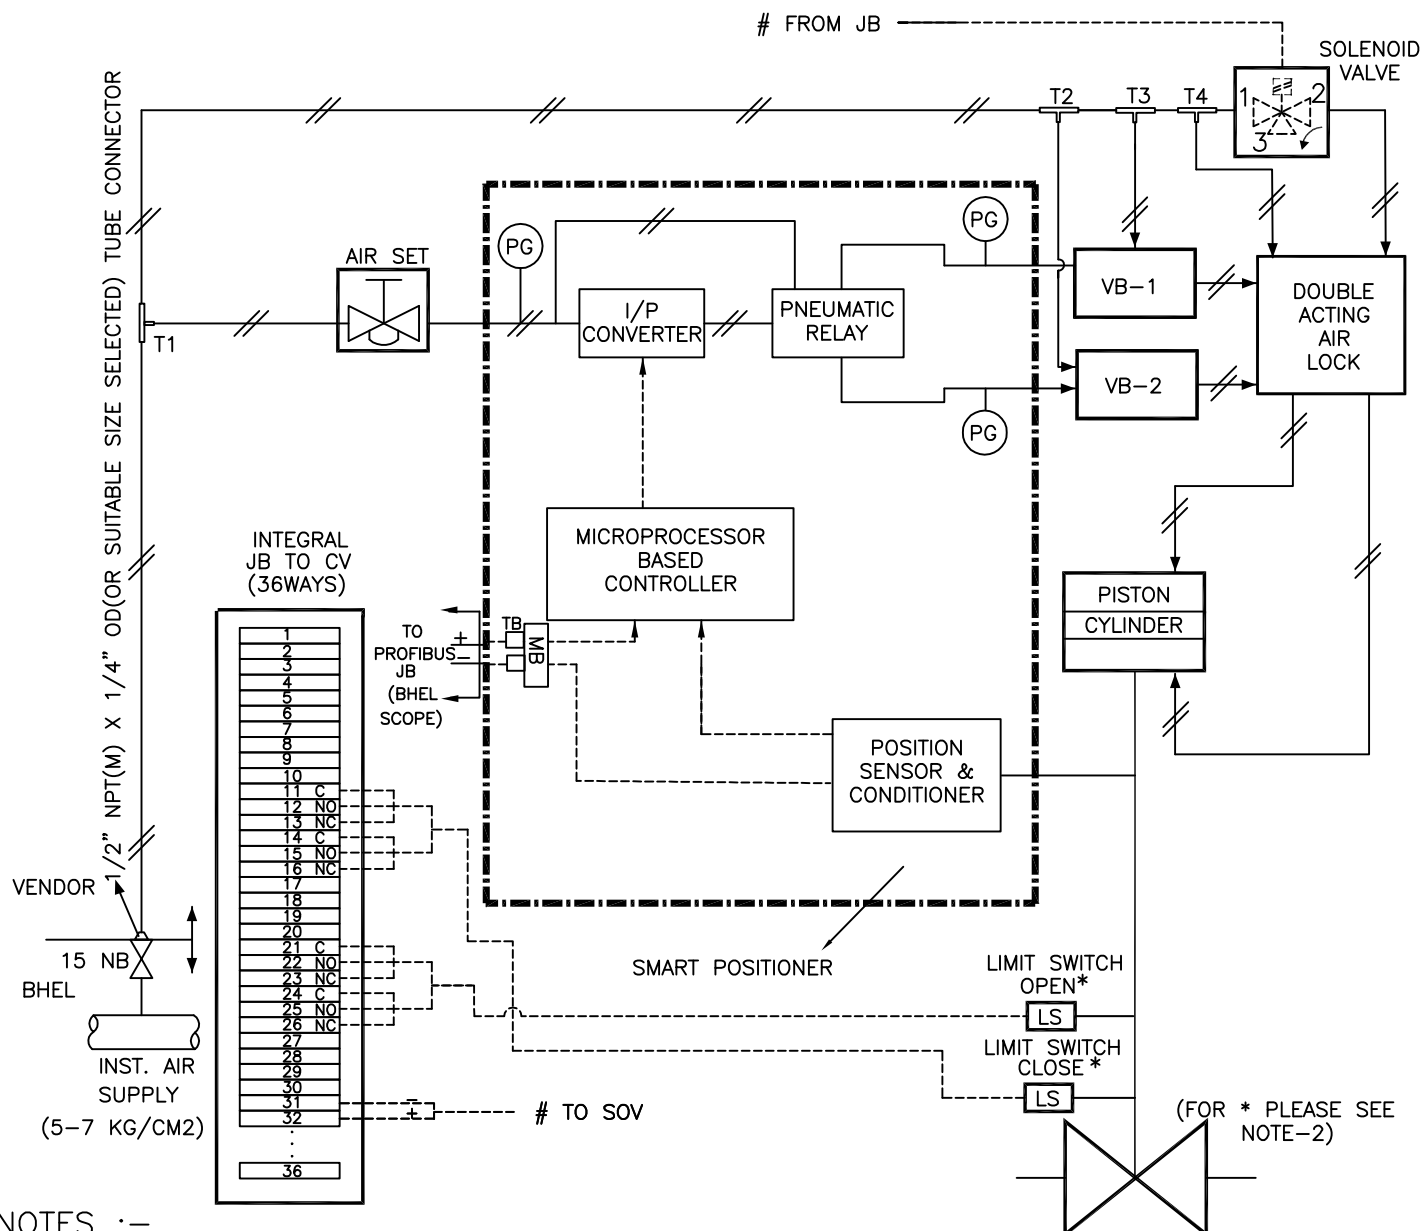 # FROM JB
SOLENOID
VALVE
T2
T3
T4
1
2
3
1/2" NPT(M) X 1/4" OD(OR SUITABLE SIZE SELECTED) TUBE CONNECTOR
AIR SET
PG
PG
T1
I/P
CONVERTER
PNEUMATIC
RELAY
VB-1
DOUBLE
ACTING
AIR
LOCK
VB-2
PG
MICROPROCESSOR
BASED
CONTROLLER
INTEGRAL
JB TO CV
(36WAYS)
PISTON
CYLINDER
TO
PROFIBUS
JB
(BHEL
SCOPE)
+
-
TB
MB
POSITION
SENSOR &
CONDITIONER
1
2
3
4
5
6
7
8
9
10
11 C
12 NO
13 NC
14 C
15 NO
16 NC
17
18
19
20
21 C
22 NO
23 NC
24 C
25 NO
26 NC
27
28
29
30
31 -
32 +
.
.
.
36
VENDOR
15 NB
BHEL
INST. AIR
SUPPLY
(5-7 KG/CM2)
SMART POSITIONER
LIMIT SWITCH
OPEN*
LS
LIMIT SWITCH
CLOSE*
LS
# TO SOV
(FOR * PLEASE SEE
NOTE-2)
NOTES :-